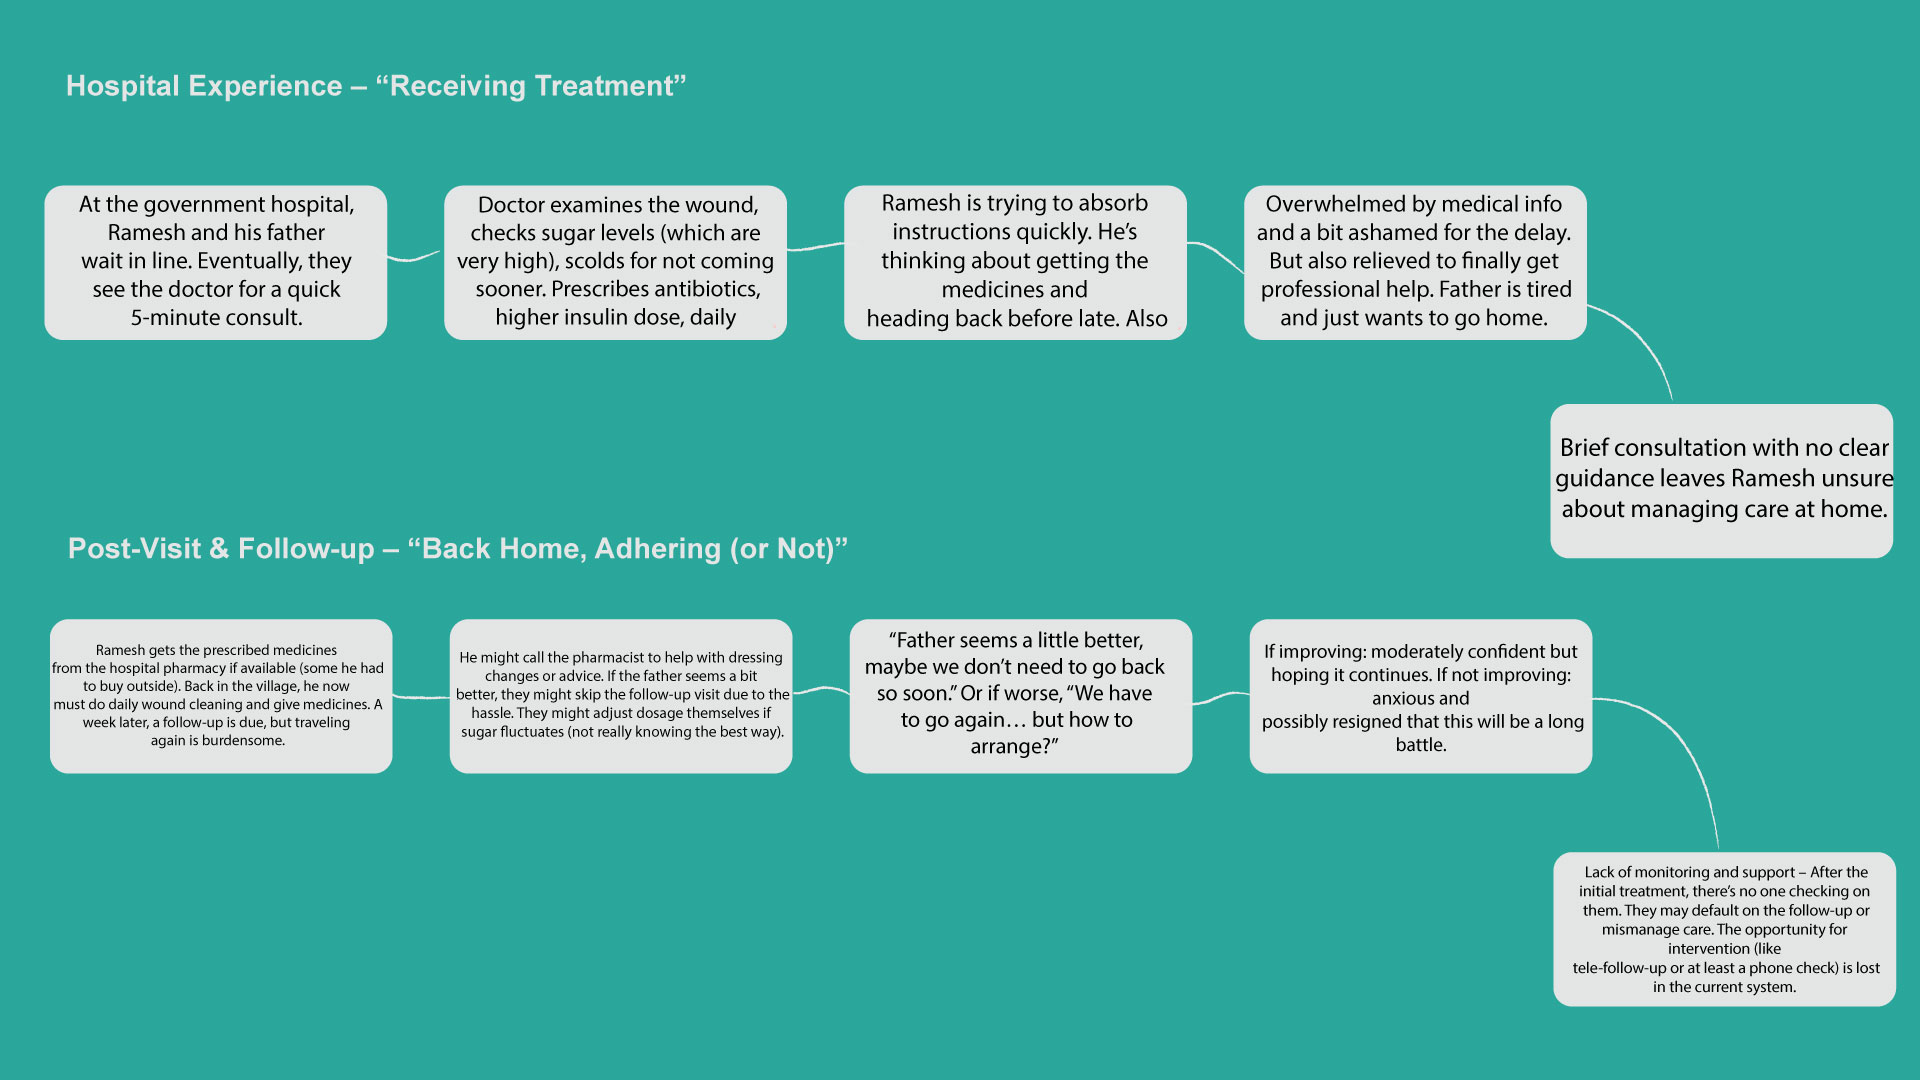 Hospital Experience – “Receiving Treatment”
At the government hospital,
Ramesh and his father
wait in line. Eventually, they
see the doctor for a quick
5-minute consult.
Doctor examines the wound,
checks sugar levels (which are
very high), scolds for not coming
sooner. Prescribes antibiotics,
higher insulin dose, daily
Ramesh is trying to absorb
instructions quickly. He’s
thinking about getting the
medicines and
heading back before late. Also
Overwhelmed by medical info
and a bit ashamed for the delay.
But also relieved to finally get
professional help. Father is tired
and just wants to go home.
Brief consultation with no clear
guidance leaves Ramesh unsure
about managing care at home.
Post-Visit & Follow-up – “Back Home, Adhering (or Not)”
Ramesh gets the prescribed medicines
from the hospital pharmacy if available (some he had
to buy outside). Back in the village, he now
must do daily wound cleaning and give medicines. A
week later, a follow-up is due, but traveling
again is burdensome.
He might call the pharmacist to help with dressing
changes or advice. If the father seems a bit
better, they might skip the follow-up visit due to the
hassle. They might adjust dosage themselves if
sugar fluctuates (not really knowing the best way).
“Father seems a little better,
maybe we don’t need to go back
so soon.” Or if worse, “We have
to go again… but how to
arrange?”
If improving: moderately confident but
hoping it continues. If not improving:
anxious and
possibly resigned that this will be a long
battle.
Lack of monitoring and support – After the
initial treatment, there’s no one checking on
them. They may default on the follow-up or
mismanage care. The opportunity for
intervention (like
tele-follow-up or at least a phone check) is lost
in the current system.